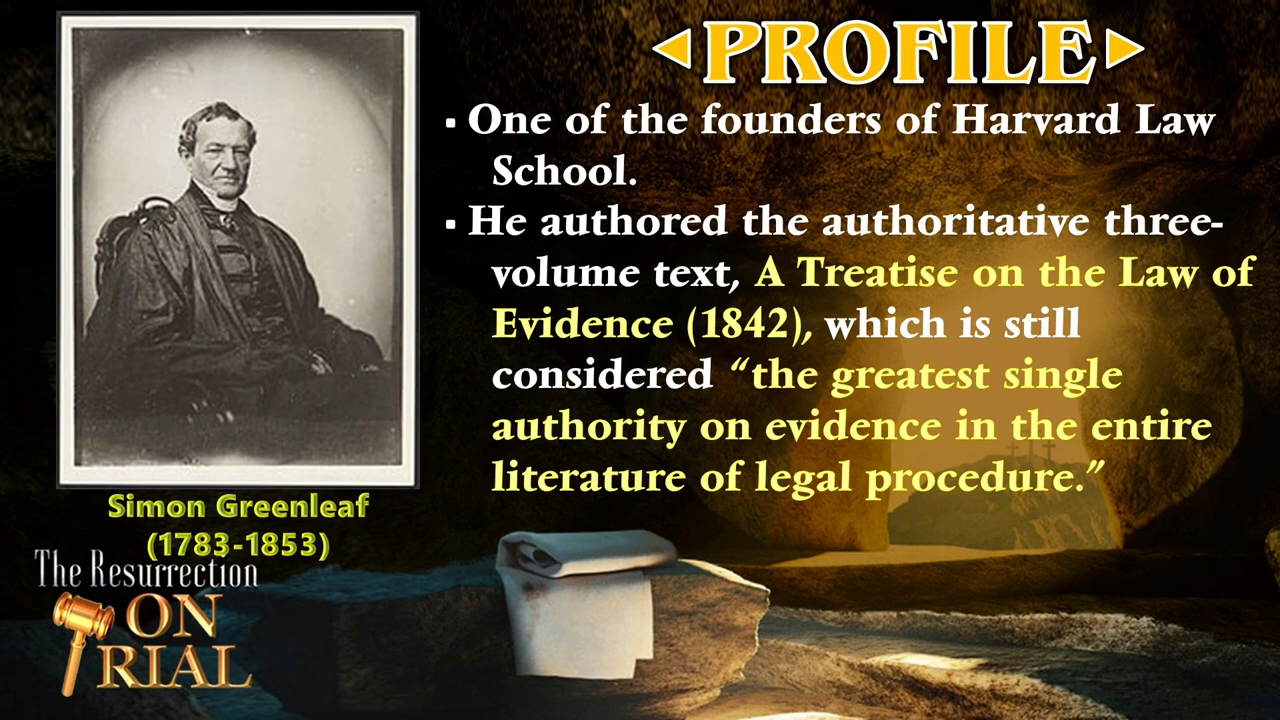 PROFILE
▪ One of the founders of Harvard Law
School.
▪ He authored the authoritative three-
volume text, A Treatise on the Law of
Evidence (1842), which is still
considered “the greatest single
authority on evidence in the entire
literature of legal procedure.”
Simon Greenleaf
(1783-1853)
The Resurrection
ON
TRIAL